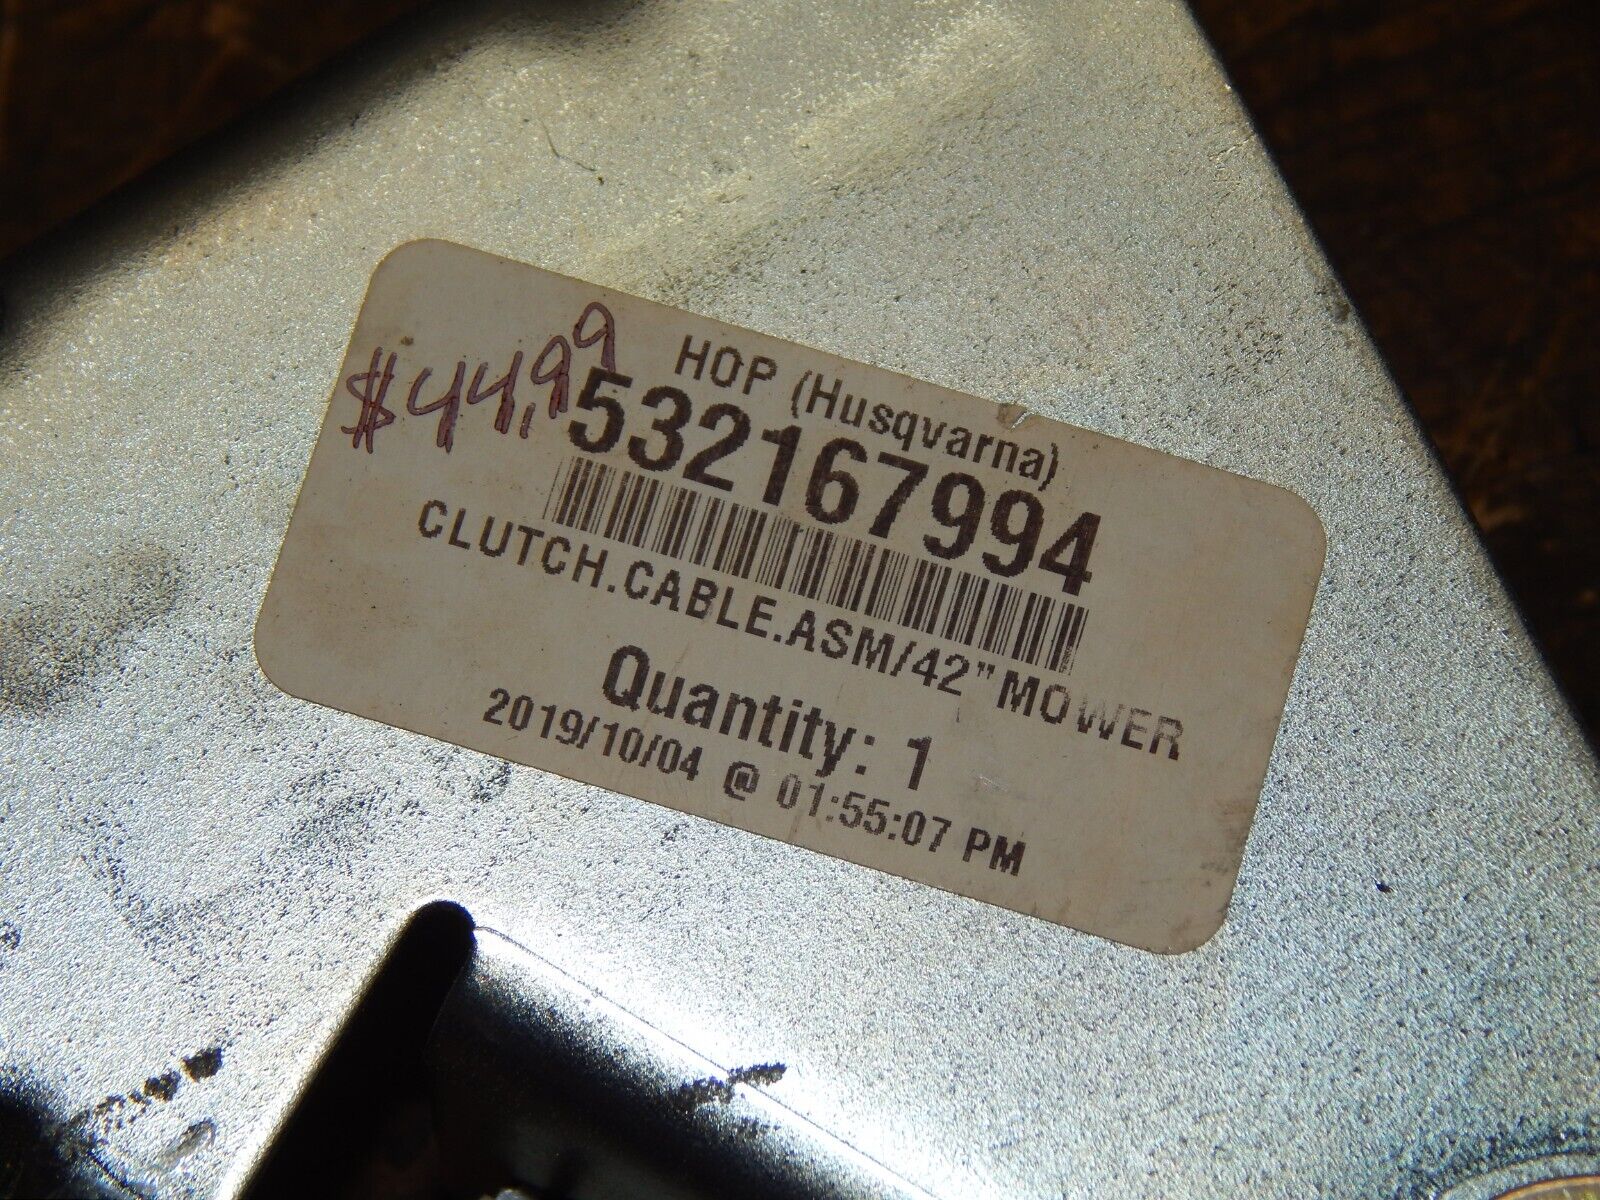 $44.99
HOP (Husqvarna)
532167994
CLUTCH.CABLE.ASM/42" MOWER
Quantity: 1
2019/10/04 @ 01:55:07 PM